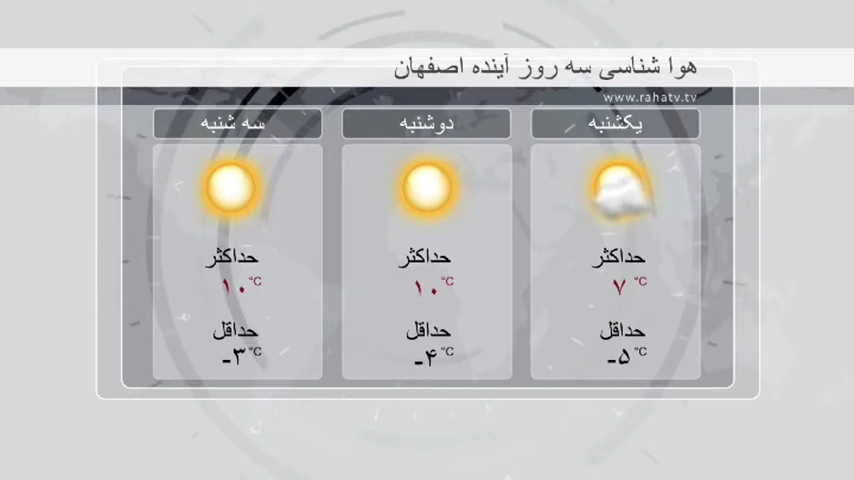 هوا شناسی سه روز آینده اصفهان
www.rahatv.tv
یکشنبه
حداکثر
۷ °C
حداقل
-۵ °C
دوشنبه
حداکثر
۱۰ °C
حداقل
-۴ °C
سه شنبه
حداکثر
۱۰ °C
حداقل
-۳ °C